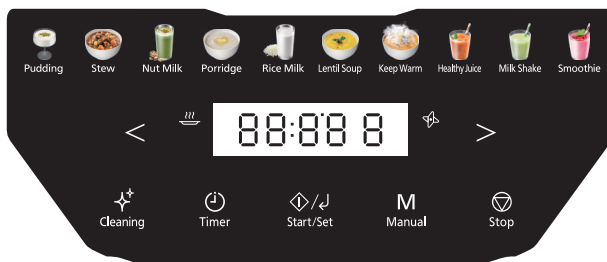 Pudding Stew Nut Milk Porridge Rice Milk Lentil Soup Keep Warm Healthy Juice Milk Shake Smoothie
< 88:88 8 >
M
Cleaning Timer Start/Set Manual Stop